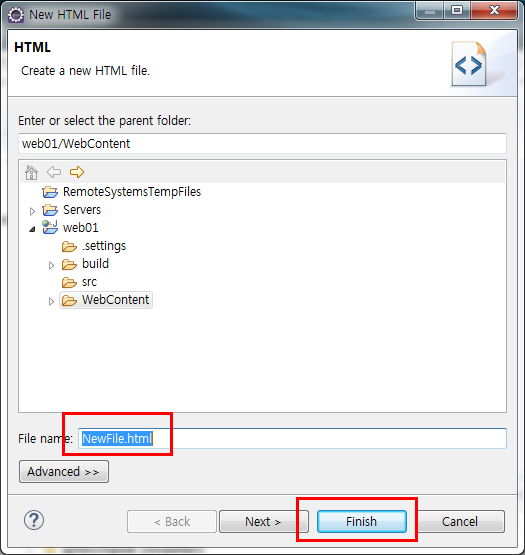 New HTML File
HTML
Create a new HTML file.
Enter or select the parent folder:
web01/WebContent
RemoteSystemsTempFiles
Servers
web01
.settings
build
src
WebContent
File name: NewFile.html
Advanced >>
< Back Next > Finish Cancel